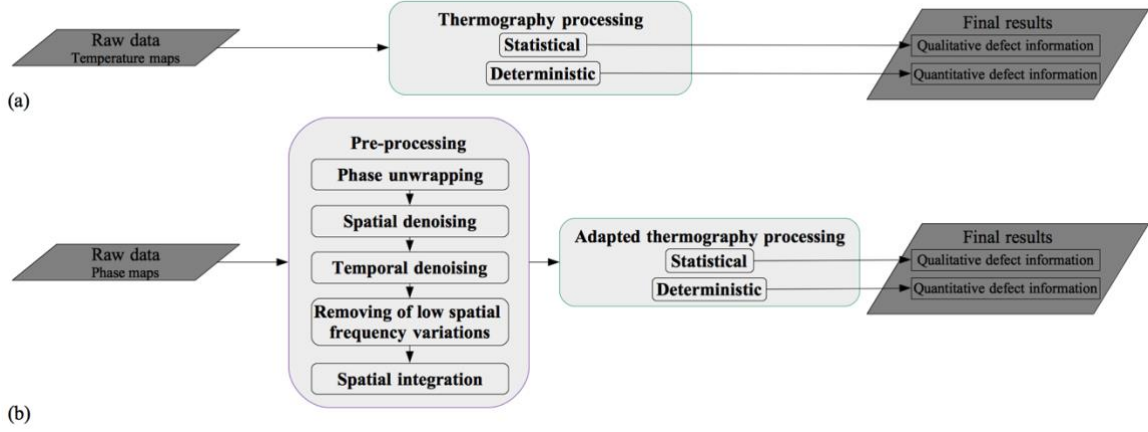 Raw data
Temperature maps
Thermography processing
Statistical
Deterministic
Final results
Qualitative defect information
Quantitative defect information
(a)
Pre-processing
Phase unwrapping
Spatial denoising
Temporal denoising
Removing of low spatial
frequency variations
Spatial integration
Raw data
Phase maps
Adapted thermography processing
Statistical
Deterministic
Final results
Qualitative defect information
Quantitative defect information
(b)